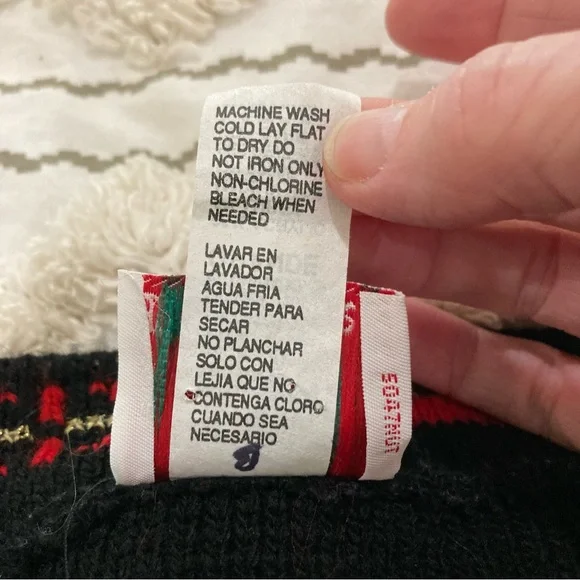 MACHINE WASH
COLD LAY FLAT
TO DRY DO
NOT IRON ONLY
NON-CHLORINE
BLEACH WHEN
NEEDED
LAVAR EN
LAVADOR
AGUA FRIA
TENDER PARA
SECAR
NO PLANCHAR
SOLO CON
LEJIA QUE NO
CONTENGA CLORO
CUANDO SEA
NECESARIO